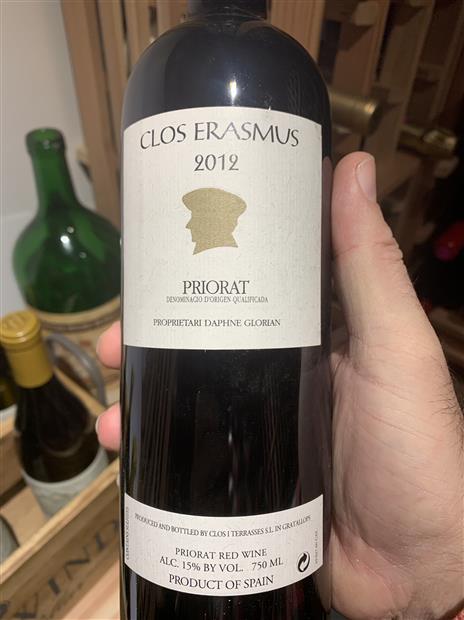 CLOS ERASMUS
2012
PRIORAT
DENOMINACIÓ D'ORIGEN QUALIFICADA
PROPRIETARI DAPHNE GLORIAN
PRODUCED AND BOTTLED BY CLOS I TERRASSES S.L. IN GRATALLOPS
PRIORAT RED WINE
ALC. 15% BY VOL. 750 ML
PRODUCT OF SPAIN